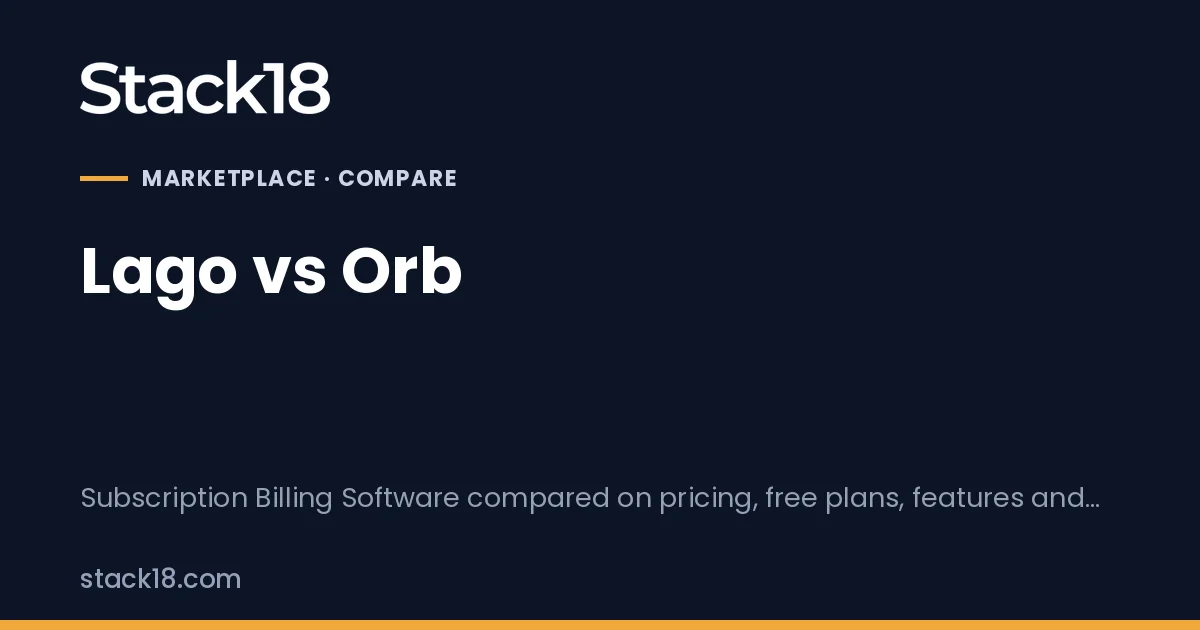 Stack18
MARKETPLACE · COMPARE
Lago vs Orb
Subscription Billing Software compared on pricing, free plans, features and...
stack18.com